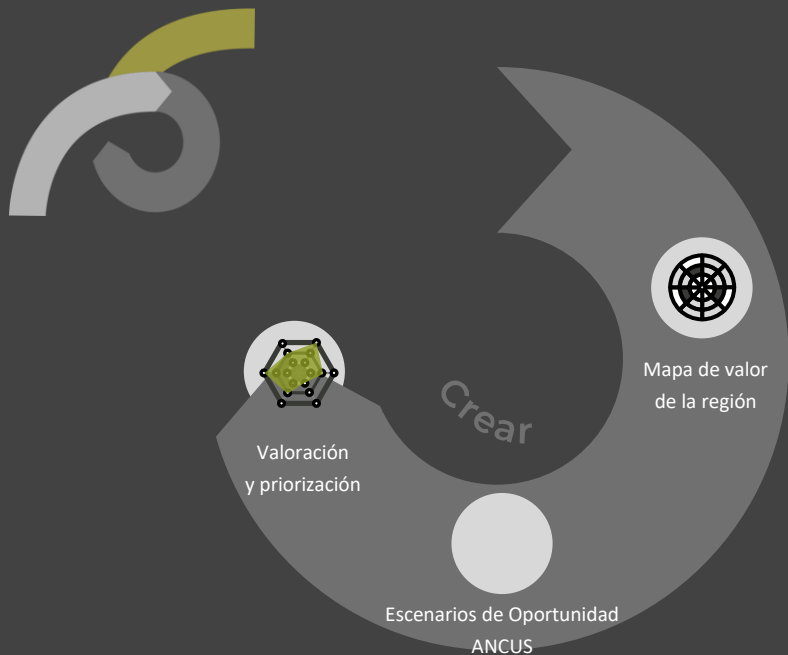 Mapa de valor
de la región
Crear
Valoración
y priorización
Escenarios de Oportunidad
ANCUS